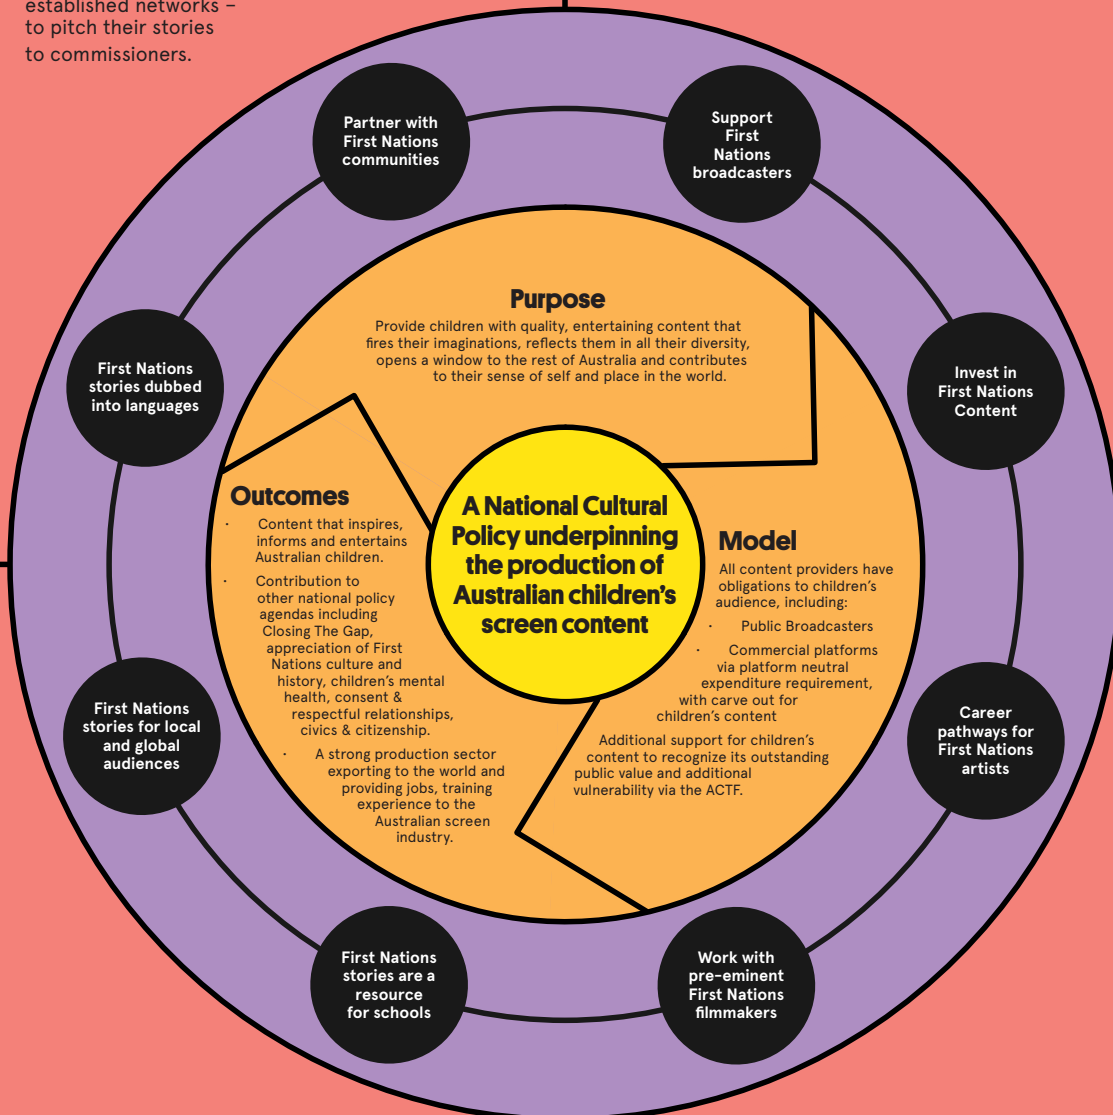 established networks –
to pitch their stories
to commissioners.
Partner with
First Nations
communities
Support
First
Nations
broadcasters
First Nations
stories dubbed
into languages
Invest in
First Nations
Content
Purpose
Provide children with quality, entertaining content that
fires their imaginations, reflects them in all their diversity,
opens a window to the rest of Australia and contributes
to their sense of self and place in the world.
A National Cultural
Policy underpinning
the production of
Australian children's
screen content
Outcomes
· Content that inspires,
informs and entertains
Australian children.
· Contribution to
other national policy
agendas including
Closing The Gap,
appreciation of First
Nations culture and
history, children's mental
health, consent &
respectful relationships,
civics & citizenship.
· A strong production sector
exporting to the world and
providing jobs, training
experience to the
Australian screen
industry.
Model
All content providers have
obligations to children's
audience, including:
· Public Broadcasters
· Commercial platforms
via platform neutral
expenditure requirement,
with carve out for
children's content
Additional support for children's
content to recognize its outstanding
public value and additional
vulnerability via the ACTF.
First Nations
stories for local
and global
audiences
Career
pathways for
First Nations
artists
First Nations
stories are a
resource
for schools
Work with
pre-eminent
First Nations
filmmakers